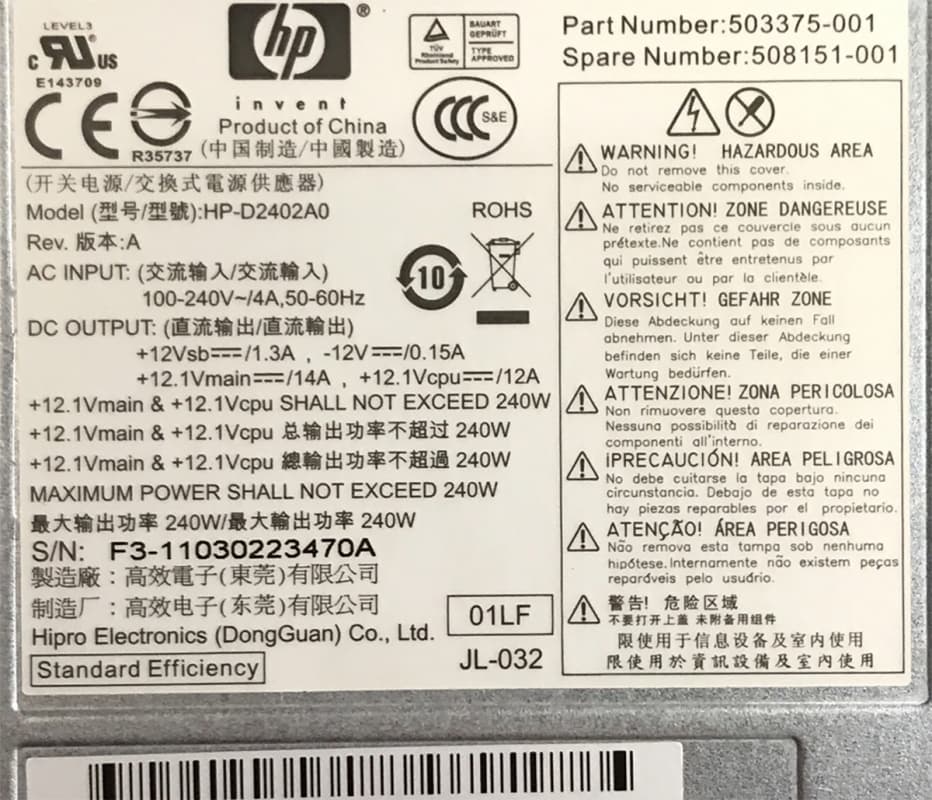 LEVEL3
c RU US
E143709
hp
®
invent
CE
R35737
Product of China
(中国制造/中國製造)
TÜV
Rheinland
Product Safety
BAUART
GEPRÜFT
TYPE
APPROVED
CCC S&E
Part Number:503375-001
Spare Number:508151-001
(开关电源/交换式電源供應器)
Model (型号/型號):HP-D2402A0
Rev. 版本:A
AC INPUT: (交流输入/交流輸入)
100-240V~/4A,50-60Hz
ROHS
10
DC OUTPUT: (直流输出/直流輸出)
+12Vsb⎓/1.3A , -12V⎓/0.15A
+12.1Vmain⎓/14A , +12.1Vcpu⎓/12A
+12.1Vmain & +12.1Vcpu SHALL NOT EXCEED 240W
+12.1Vmain & +12.1Vcpu 总输出功率不超过 240W
+12.1Vmain & +12.1Vcpu 總輸出功率不超過 240W
MAXIMUM POWER SHALL NOT EXCEED 240W
最大输出功率 240W/最大輸出功率 240W
S/N: F3-11030223470A
製造廠：高效電子(東莞)有限公司
制造厂：高效电子(东莞)有限公司
Hipro Electronics (DongGuan) Co., Ltd.
Standard Efficiency
01LF
JL-032
WARNING! HAZARDOUS AREA
Do not remove this cover.
No serviceable components inside.
ATTENTION! ZONE DANGEREUSE
Ne retirez pas ce couvercle sous aucun
prétexte.Ne contient pas de composants
qui puissent être entretenus par
l'utilisateur ou par la clientèle.
VORSICHT! GEFAHR ZONE
Diese Abdeckung auf keinen Fall
abnehmen. Unter dieser Abdeckung
befinden sich keine Teile, die einer
Wartung bedürfen.
ATTENZIONE! ZONA PERICOLOSA
Non rimuovere questa copertura.
Nessuna possibilità di reparazione dei
componenti all'interno.
¡PRECAUCIÓN! AREA PELIGROSA
No debe cuitarse la tapa bajo ninguna
circunstancia. Debajo de esta tapa no
hay piezas reparables por el propietario.
ATENÇÃO! ÁREA PERIGOSA
Não remova esta tampa sob nenhuma
hipótese.Internamente não existem peças
reparáveis pelo usuário.
警告! 危险区域
不要打开上盖 未附备用组件
限使用于信息设备及室内使用
限使用於資訊設備及室內使用